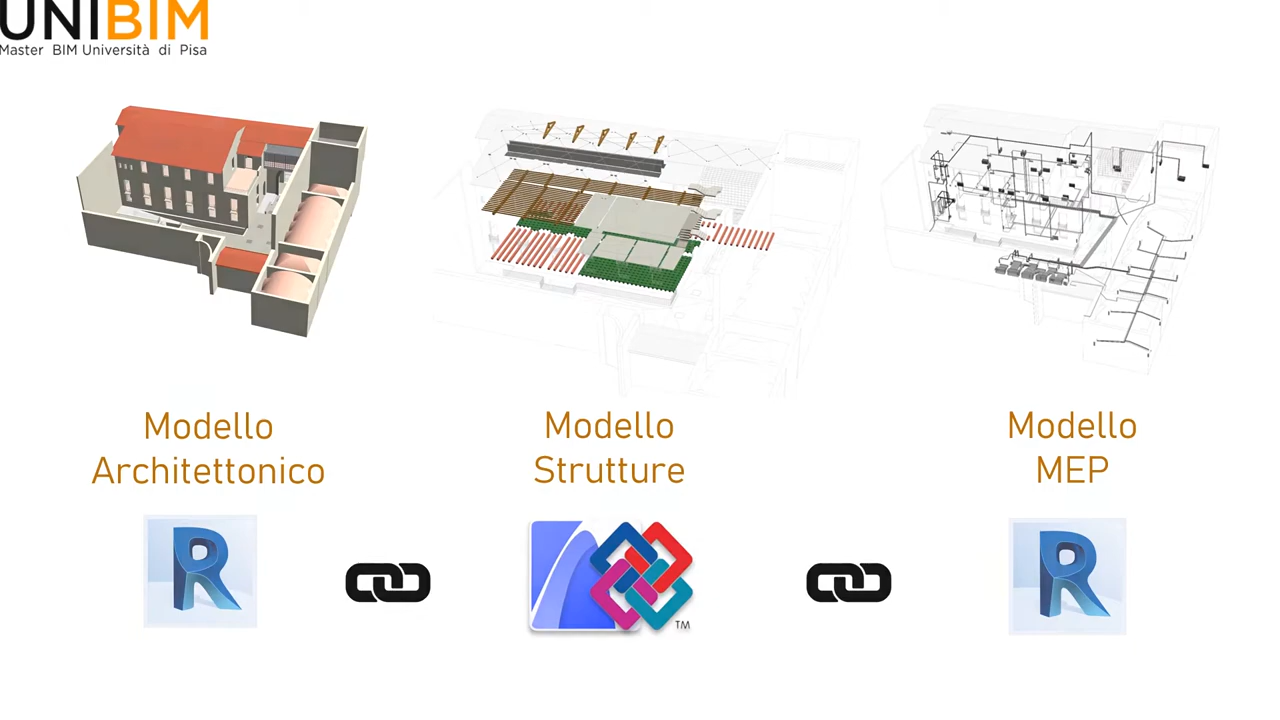 UNIBIM
Master BIM Università di Pisa
Modello
Architettonico
Modello
Strutture
Modello
MEP
R
TM
R